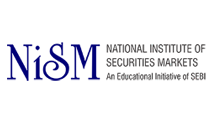 NiSM
NATIONAL INSTITUTE OF
SECURITIES MARKETS
An Educational Initiative of SEBI